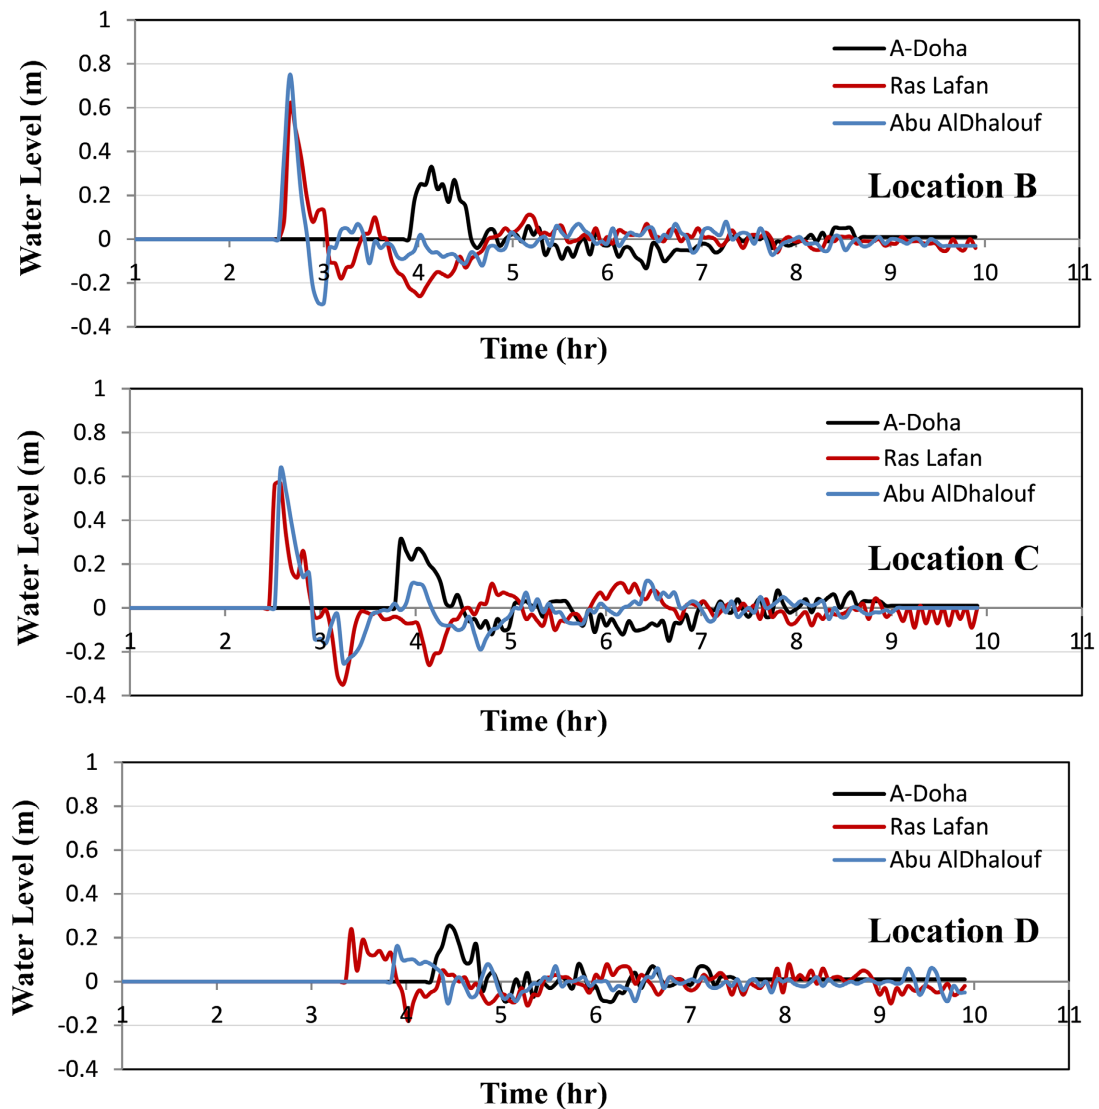 1
0.8
0.6
0.4
0.2
0
-0.2
-0.4
Water Level (m)
A-Doha
Ras Lafan
Abu AlDhalouf
Location B
1 2 3 4 5 6 7 8 9 10 11
Time (hr)
1
0.8
0.6
0.4
0.2
0
-0.2
-0.4
Water Level (m)
A-Doha
Ras Lafan
Abu AlDhalouf
Location C
1 2 3 4 5 6 7 8 9 10 11
Time (hr)
1
0.8
0.6
0.4
0.2
0
-0.2
-0.4
Water Level (m)
A-Doha
Ras Lafan
Abu AlDhalouf
Location D
1 2 3 4 5 6 7 8 9 10 11
Time (hr)